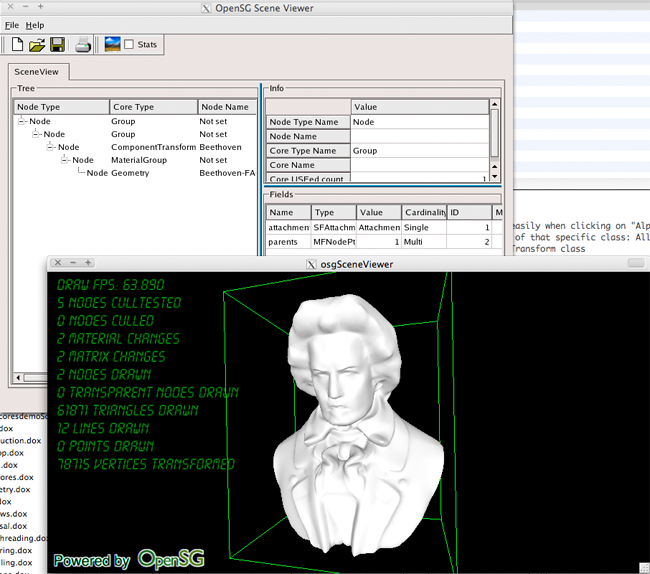 OpenSG Scene Viewer
File Help
Stats
SceneView
Tree
Node Type Core Type Node Name
Node Group Not set
Node Group Not set
Node ComponentTransform Beethoven
Node MaterialGroup Not set
Node Geometry Beethoven-FA
Info
Value
Node Type Name Node
Node Name
Core Type Name Group
Core Name
Core USEed count 1
Fields
Name Type Value Cardinality ID M
attachmen SFAttachm Attachmen Single 1
parents MFNodePt 1 Multi 2
easily when clicking on "Alp
of that specific class: All
Transform class
osgSceneViewer
DRAW FPS: 63.890
5 NODES CULLTESTED
0 NODES CULLED
2 MATERIAL CHANGES
2 MATRIX CHANGES
2 NODES DRAWN
0 TRANSPARENT NODES DRAWN
61871 TRIANGLES DRAWN
12 LINES DRAWN
0 POINTS DRAWN
78715 VERTICES TRANSFORMED
Powered by OpenSG
coresdemoSc
dox
uction.dox
op.dox
.dox
ores.dox
etry.dox
dox
ws.dox
sal.dox
hreading.dox
ring.dox
ling.dox